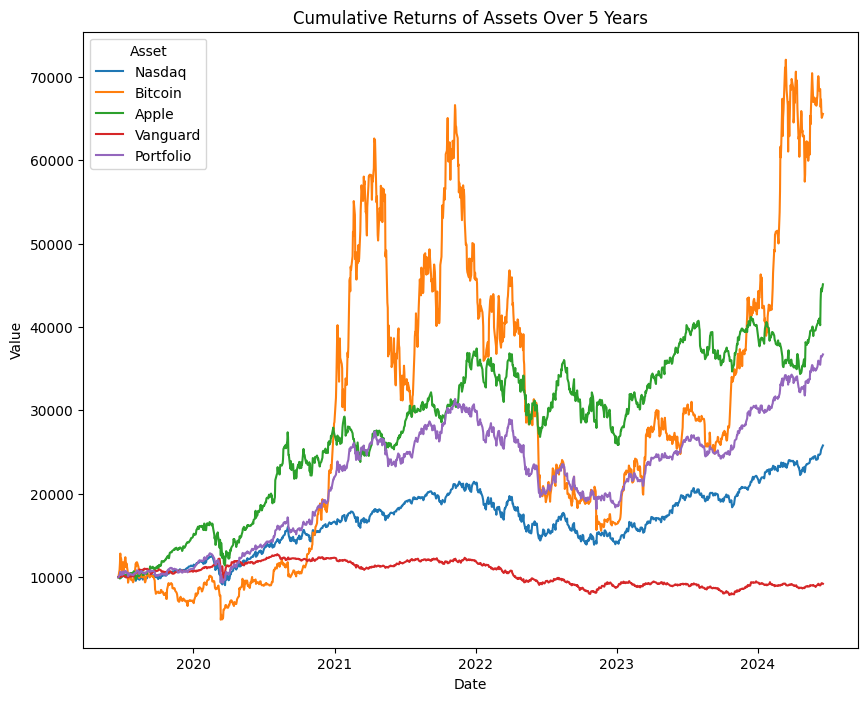 Cumulative Returns of Assets Over 5 Years
Asset
Nasdaq
Bitcoin
Apple
Vanguard
Portfolio
Value
70000
60000
50000
40000
30000
20000
10000
2020 2021 2022 2023 2024
Date